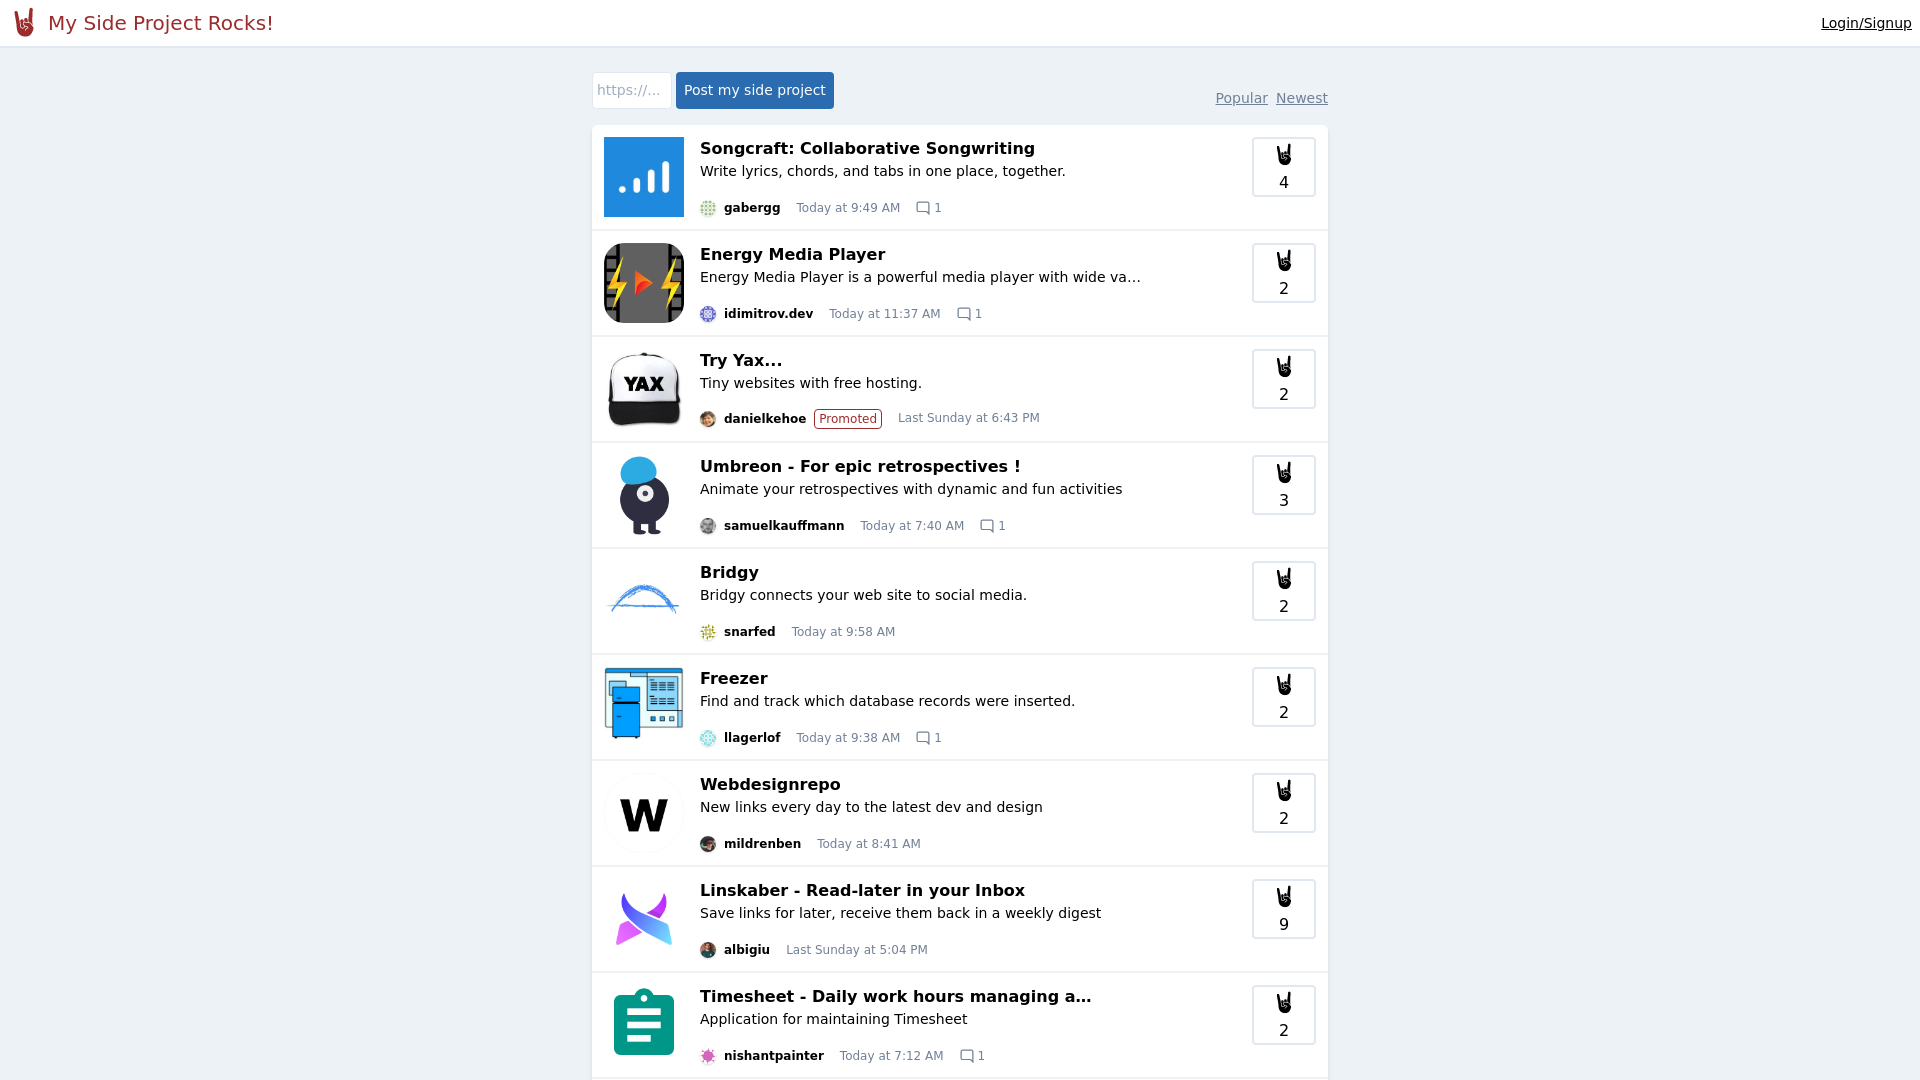 My Side Project Rocks!
Login/Signup
https://...
Post my side project
Popular Newest
Songcraft: Collaborative Songwriting
Write lyrics, chords, and tabs in one place, together.
gabergg Today at 9:49 AM 1
4
Energy Media Player
Energy Media Player is a powerful media player with wide va...
idimitrov.dev Today at 11:37 AM 1
2
YAX
Try Yax...
Tiny websites with free hosting.
danielkehoe Promoted Last Sunday at 6:43 PM
2
Umbreon - For epic retrospectives !
Animate your retrospectives with dynamic and fun activities
samuelkauffmann Today at 7:40 AM 1
3
Bridgy
Bridgy connects your web site to social media.
snarfed Today at 9:58 AM
2
Freezer
Find and track which database records were inserted.
llagerlof Today at 9:38 AM 1
2
W
Webdesignrepo
New links every day to the latest dev and design
mildrenben Today at 8:41 AM
2
Linskaber - Read-later in your Inbox
Save links for later, receive them back in a weekly digest
albigiu Last Sunday at 5:04 PM
9
Timesheet - Daily work hours managing a...
Application for maintaining Timesheet
nishantpainter Today at 7:12 AM 1
2